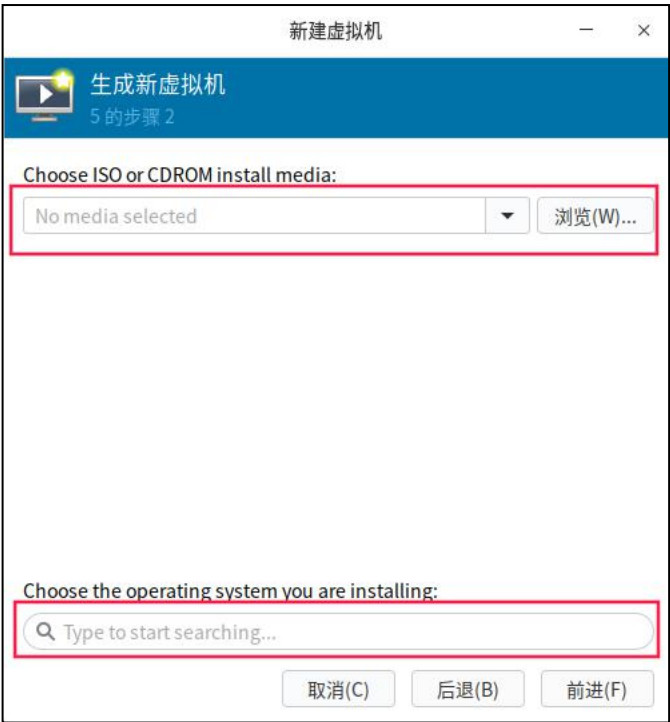 新建虚拟机
生成新虚拟机
5 的步骤 2
Choose ISO or CDROM install media:
No media selected 浏览(W)...
Choose the operating system you are installing:
Type to start searching...
取消(C) 后退(B) 前进(F)